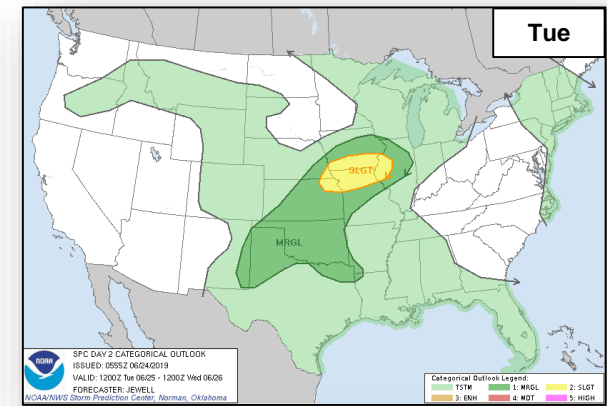 Tue
SLGT
MRGL
NOAA
SPC DAY 2 CATEGORICAL OUTLOOK
ISSUED: 0555Z 06/24/2019
VALID: 1200Z Tue 06/25 - 1200Z Wed 06/26
FORECASTER: JEWELL
NOAA/NWS Storm Prediction Center, Norman, Oklahoma
Categorical Outlook Legend:
TSTM 1: MRGL 2: SLGT
3: ENH 4: MDT 5: HIGH